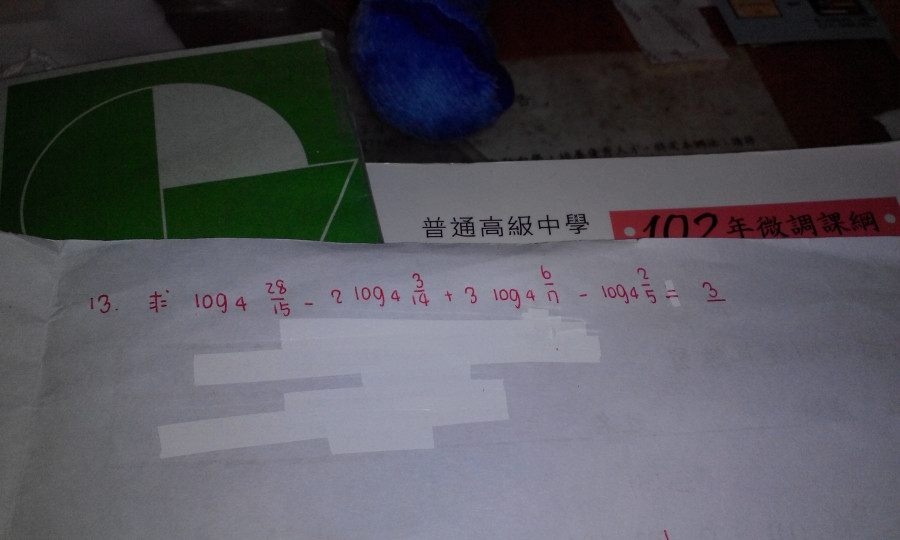 普通高級中學
102年微調課綱
13. 求 log4 28/15 - 2 log4 3/14 + 3 log4 6/7 - log4 2/5 = 3